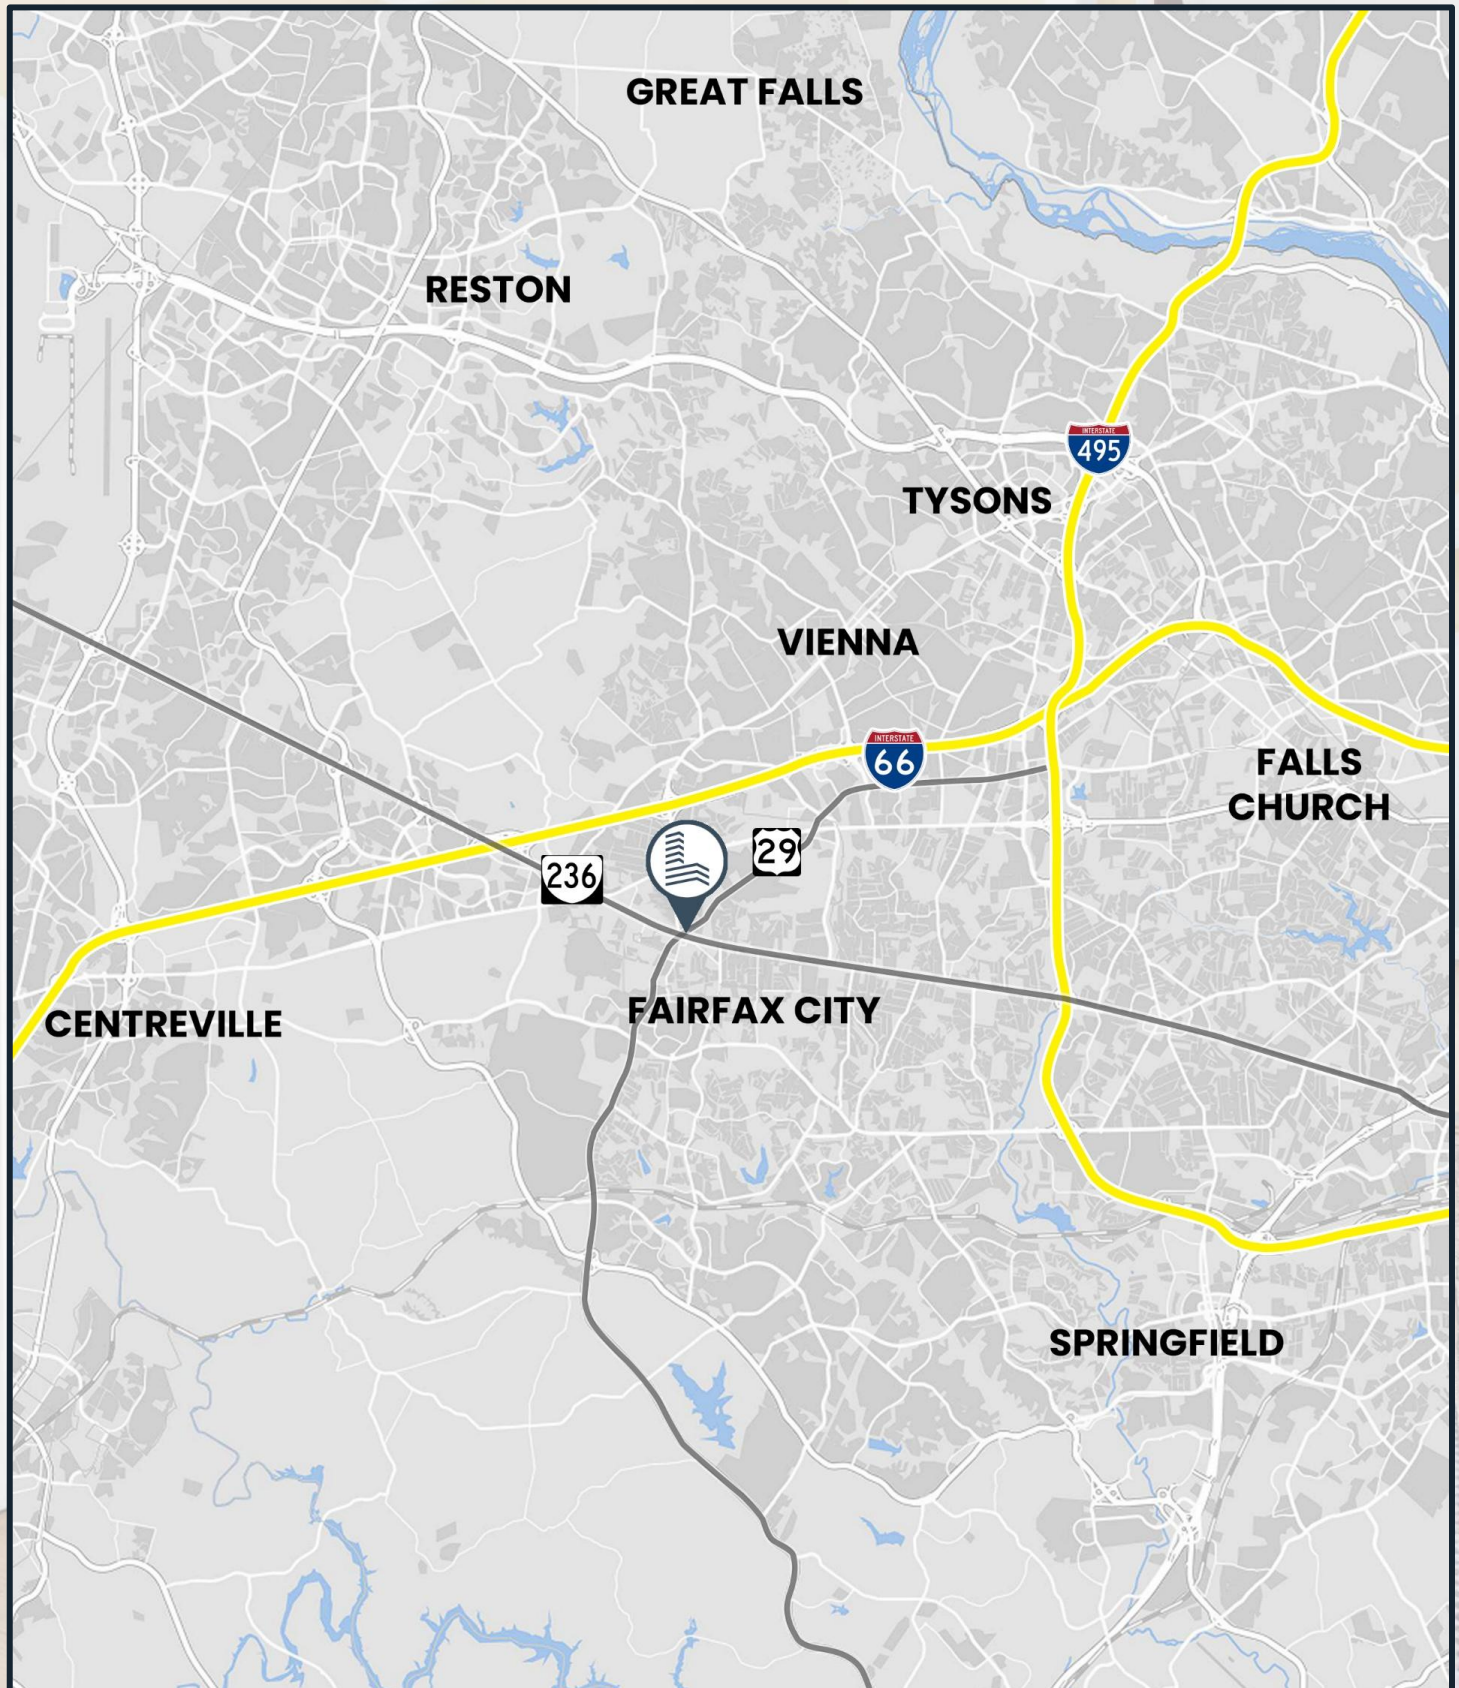 GREAT FALLS
RESTON
INTERSTATE
495
TYSONS
VIENNA
INTERSTATE
66
FALLS
CHURCH
29
236
FAIRFAX CITY
CENTREVILLE
SPRINGFIELD